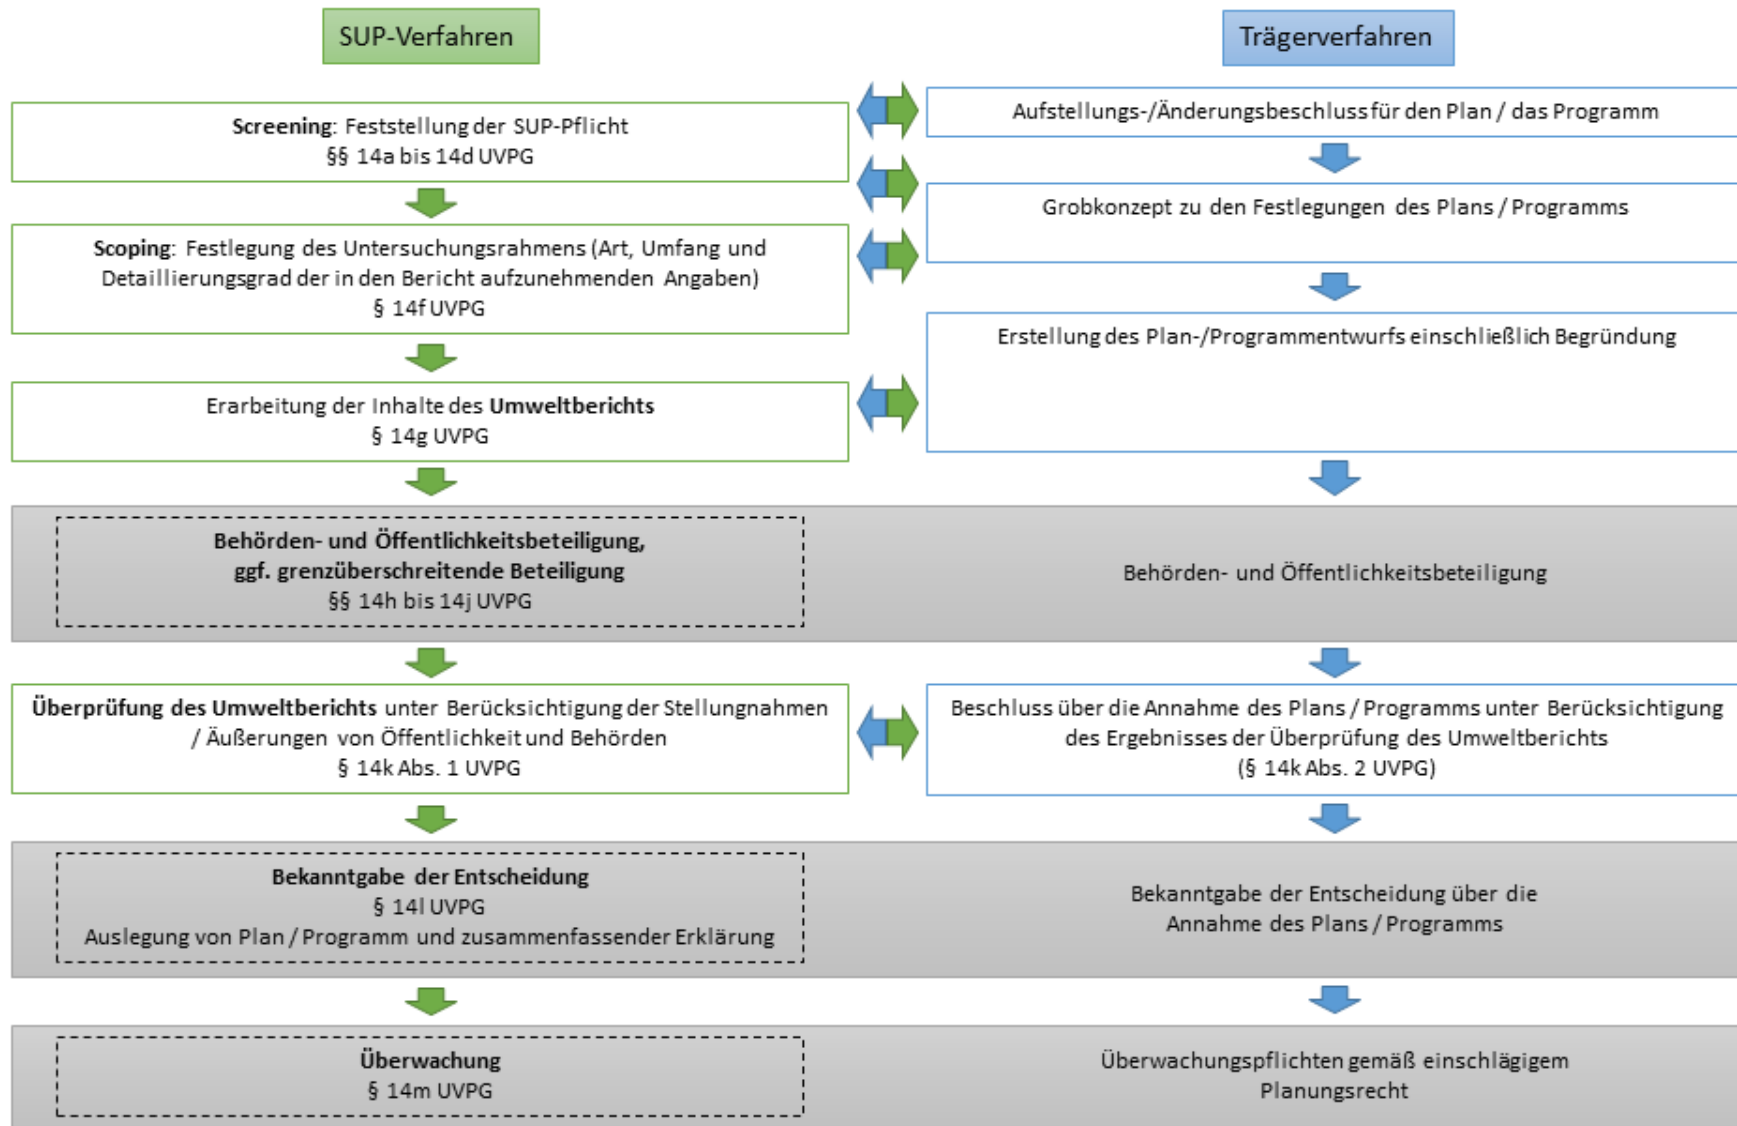 SUP-Verfahren
Trägerverfahren
Screening: Feststellung der SUP-Pflicht
§§ 14a bis 14d UVPG
Aufstellungs-/Änderungsbeschluss für den Plan / das Programm
Grobkonzept zu den Festlegungen des Plans / Programms
Scoping: Festlegung des Untersuchungsrahmens (Art, Umfang und
Detaillierungsgrad der in den Bericht aufzunehmenden Angaben)
§ 14f UVPG
Erstellung des Plan-/Programmentwurfs einschließlich Begründung
Erarbeitung der Inhalte des Umweltberichts
§ 14g UVPG
Behörden- und Öffentlichkeitsbeteiligung,
ggf. grenzüberschreitende Beteiligung
§§ 14h bis 14j UVPG
Behörden- und Öffentlichkeitsbeteiligung
Überprüfung des Umweltberichts unter Berücksichtigung der Stellungnahmen
/ Äußerungen von Öffentlichkeit und Behörden
§ 14k Abs. 1 UVPG
Beschluss über die Annahme des Plans / Programms unter Berücksichtigung
des Ergebnisses der Überprüfung des Umweltberichts
(§ 14k Abs. 2 UVPG)
Bekanntgabe der Entscheidung
§ 14l UVPG
Auslegung von Plan / Programm und zusammenfassender Erklärung
Bekanntgabe der Entscheidung über die
Annahme des Plans / Programms
Überwachung
§ 14m UVPG
Überwachungspflichten gemäß einschlägigem
Planungsrecht